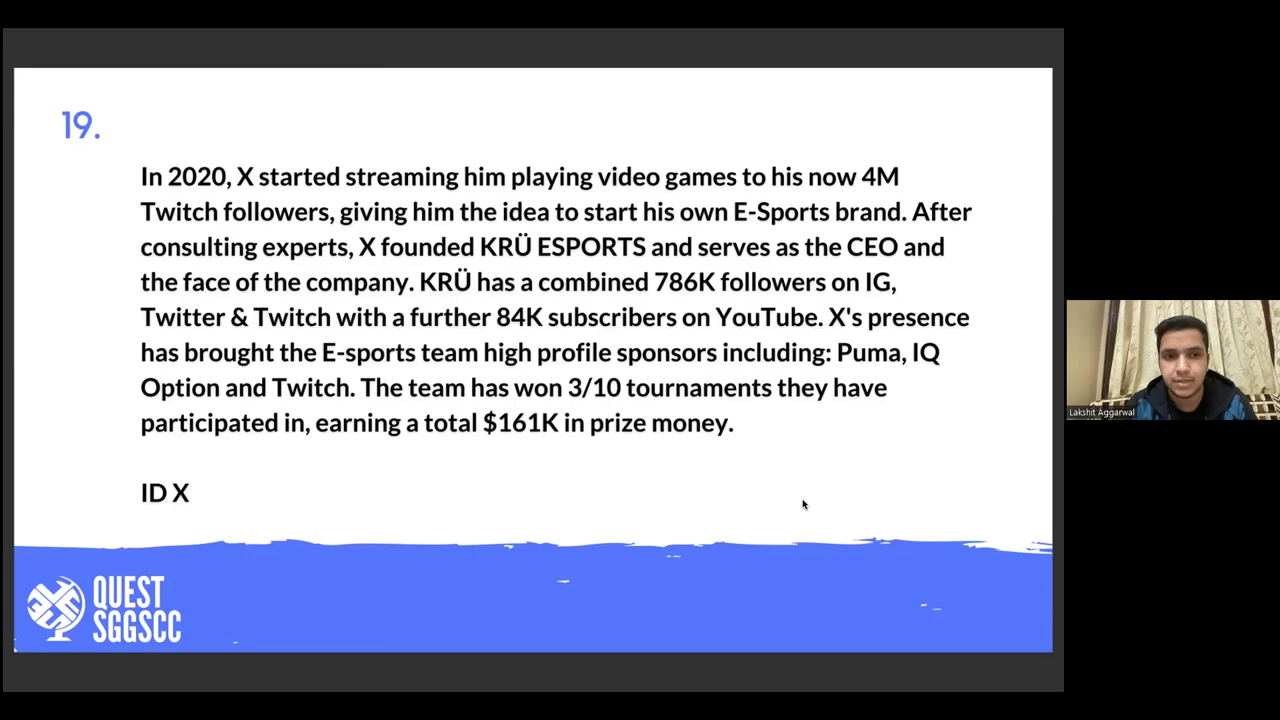 19.
In 2020, X started streaming him playing video games to his now 4M
Twitch followers, giving him the idea to start his own E-Sports brand. After
consulting experts, X founded KRÜ ESPORTS and serves as the CEO and
the face of the company. KRÜ has a combined 786K followers on IG,
Twitter & Twitch with a further 84K subscribers on YouTube. X's presence
has brought the E-sports team high profile sponsors including: Puma, IQ
Option and Twitch. The team has won 3/10 tournaments they have
participated in, earning a total $161K in prize money.
ID X
Lakshit Aggarwal
QUEST
SGGSCC